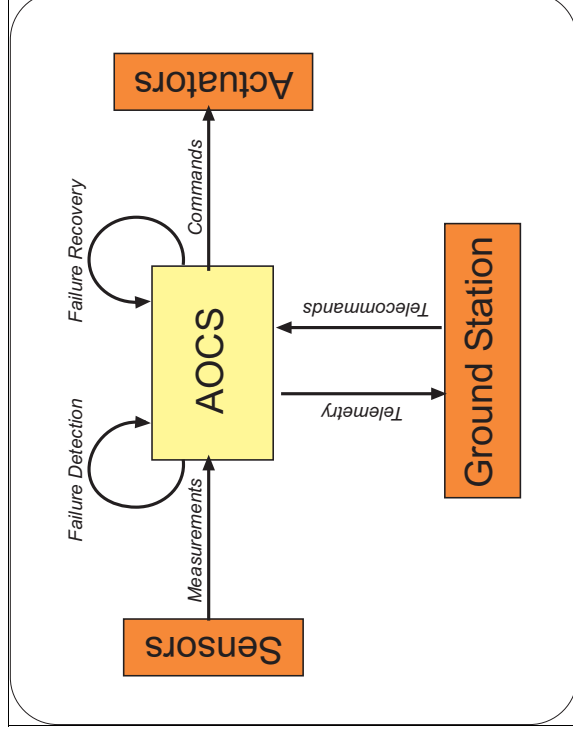 Failure Detection
Failure Recovery
Sensors
Measurements
AOCS
Commands
Actuators
Telemetry
Telecommands
Ground Station